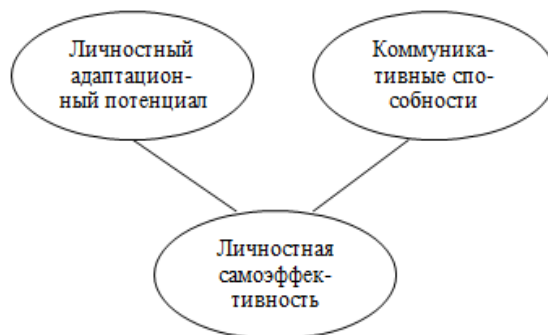 Личностный
адаптацион-
ный потенциал
Коммуника-
тивные спо-
собности
Личностная
самоэффек-
тивность